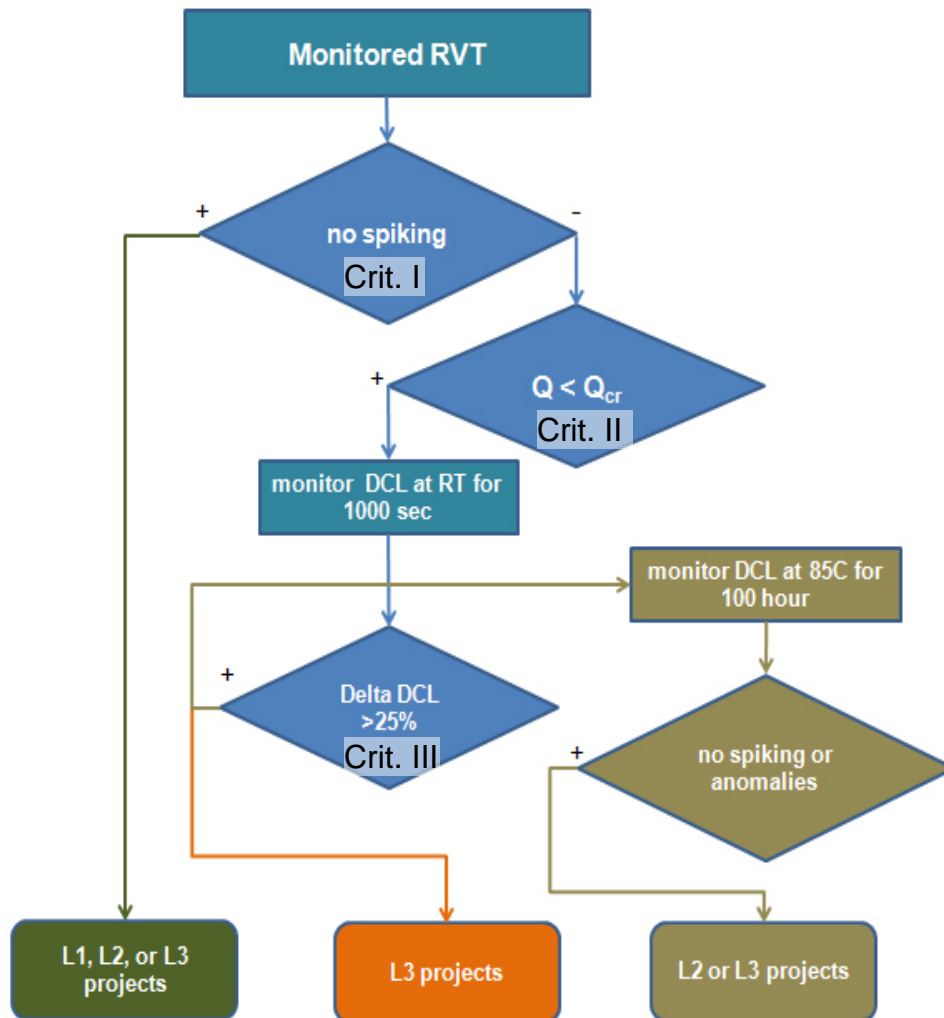 Monitored RVT
+
-
no spiking
Crit. I
+
Q < Qcr
Crit. II
monitor DCL at RT for
1000 sec
monitor DCL at 85C for
100 hour
+
Delta DCL
>25%
Crit. III
+
no spiking or
anomalies
L1, L2, or L3
projects
L3 projects
L2 or L3 projects